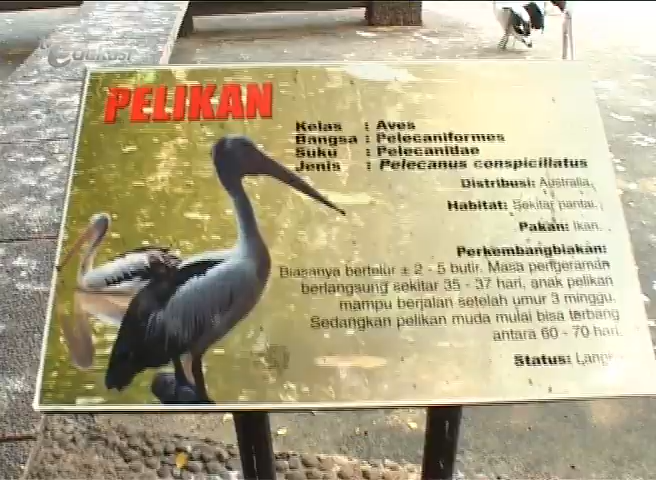 Edukasi
PELIKAN
Kelas : Aves
Bangsa : Pelecaniformes
Suku : Pelecanidae
Jenis : Pelecanus conspicillatus
Distribusi: Australia,
Habitat: Sekitar pantai.
Pakan: Ikan.
Perkembangbiakan:
Biasanya bertelur ± 2 - 5 butir. Masa pengeraman
berlangsung sekitar 35 - 37 hari, anak pelikan
mampu berjalan setelah umur 3 minggu.
Sedangkan pelikan muda mulai bisa terbang
antara 60 - 70 hari.
Status: